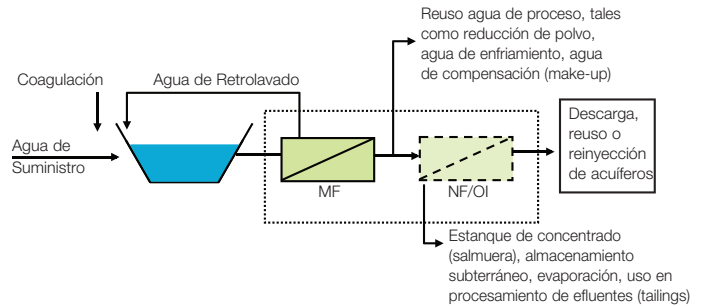 Reuso agua de proceso, tales
como reducción de polvo,
agua de enfriamiento, agua
de compensación (make-up)
Coagulación
Agua de Retrolavado
Agua de
Suministro
MF
NF/OI
Descarga,
reuso o
reinyección
de acuíferos
Estanque de concentrado
(salmuera), almacenamiento
subterráneo, evaporación, uso en
procesamiento de efluentes (tailings)